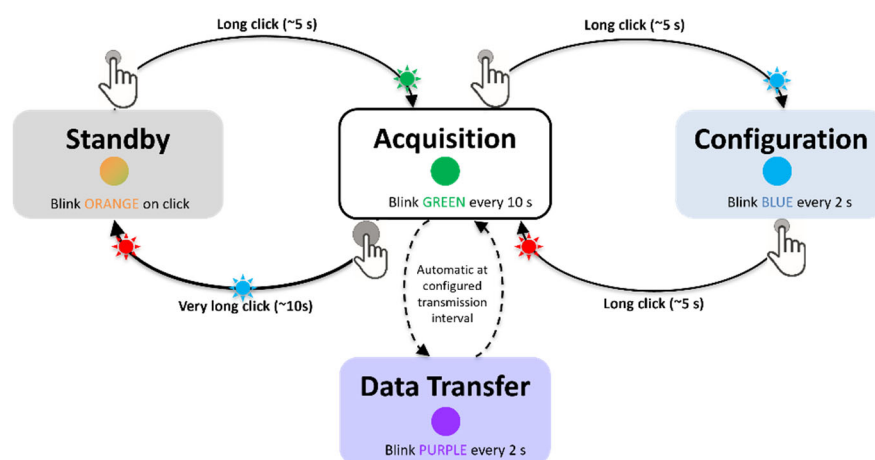 Long click (~5 s)
Long click (~5 s)
Standby
Blink ORANGE on click
Acquisition
Blink GREEN every 10 s
Configuration
Blink BLUE every 2 s
Very long click (~10s)
Automatic at
configured
transmission
interval
Long click (~5 s)
Data Transfer
Blink PURPLE every 2 s